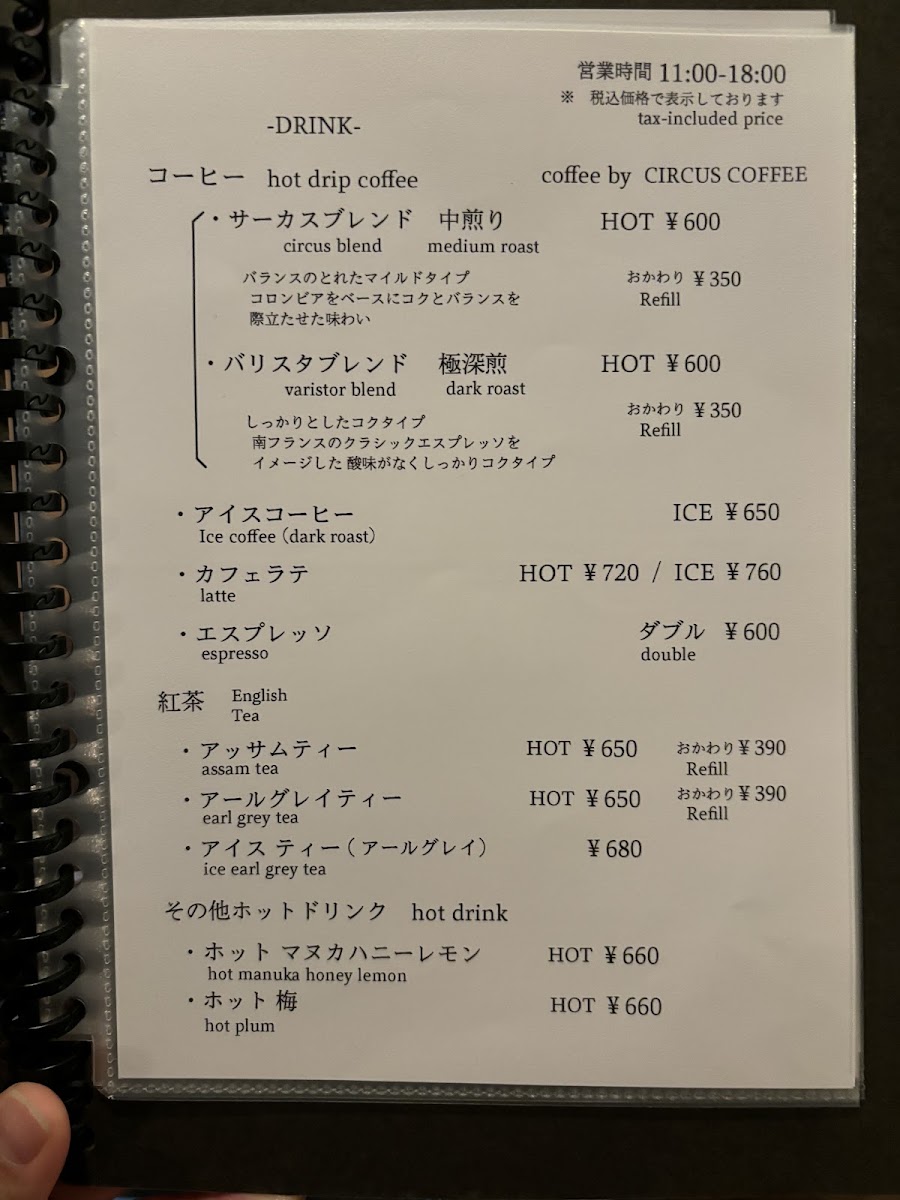 営業時間 11:00-18:00
※ 税込価格で表示しております
tax-included price
-DRINK-
コーヒー hot drip coffee coffee by CIRCUS COFFEE
・サーカスブレンド 中煎り HOT ¥600
circus blend medium roast
バランスのとれたマイルドタイプ おかわり ¥350
コロンビアをベースにコクとバランスを Refill
際立たせた味わい
・バリスタブレンド 極深煎 HOT ¥600
varistor blend dark roast
おかわり ¥350
しっかりとしたコクタイプ Refill
南フランスのクラシックエスプレッソを
イメージした 酸味がなくしっかりコクタイプ
・アイスコーヒー ICE ¥650
Ice coffee (dark roast)
・カフェラテ HOT ¥720 / ICE ¥760
latte
・エスプレッソ ダブル ¥600
espresso double
紅茶 English
Tea
・アッサムティー HOT ¥650 おかわり¥390
assam tea Refill
・アールグレイティー HOT ¥650 おかわり¥390
earl grey tea Refill
・アイス ティー ( アールグレイ) ¥680
ice earl grey tea
その他ホットドリンク hot drink
・ホット マヌカハニーレモン HOT ¥660
hot manuka honey lemon
・ホット 梅 HOT ¥660
hot plum